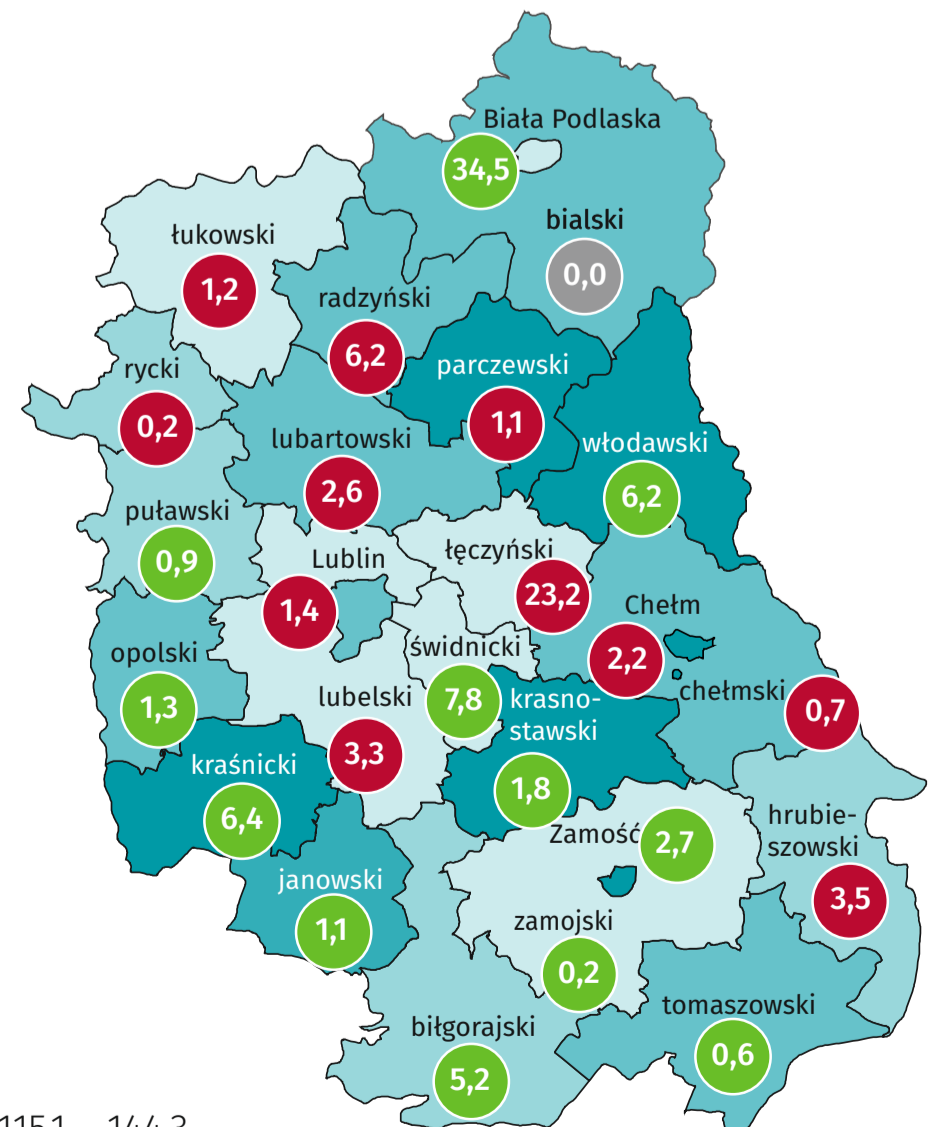 Biała Podlaska
34,5
bialski
0,0
łukowski
1,2
radzyński
6,2
parczewski
1,1
rycki
0,2
lubartowski
2,6
włodawski
6,2
puławski
0,9
Lublin
1,4
łęczyński
23,2
Chełm
2,2
świdnicki
7,8
opolski
1,3
lubelski
3,3
krasno-
stawski
1,8
chełmski
0,7
kraśnicki
6,4
Zamość
2,7
hrubie-
szowski
3,5
janowski
1,1
zamojski
0,2
tomaszowski
0,6
biłgorajski
5,2